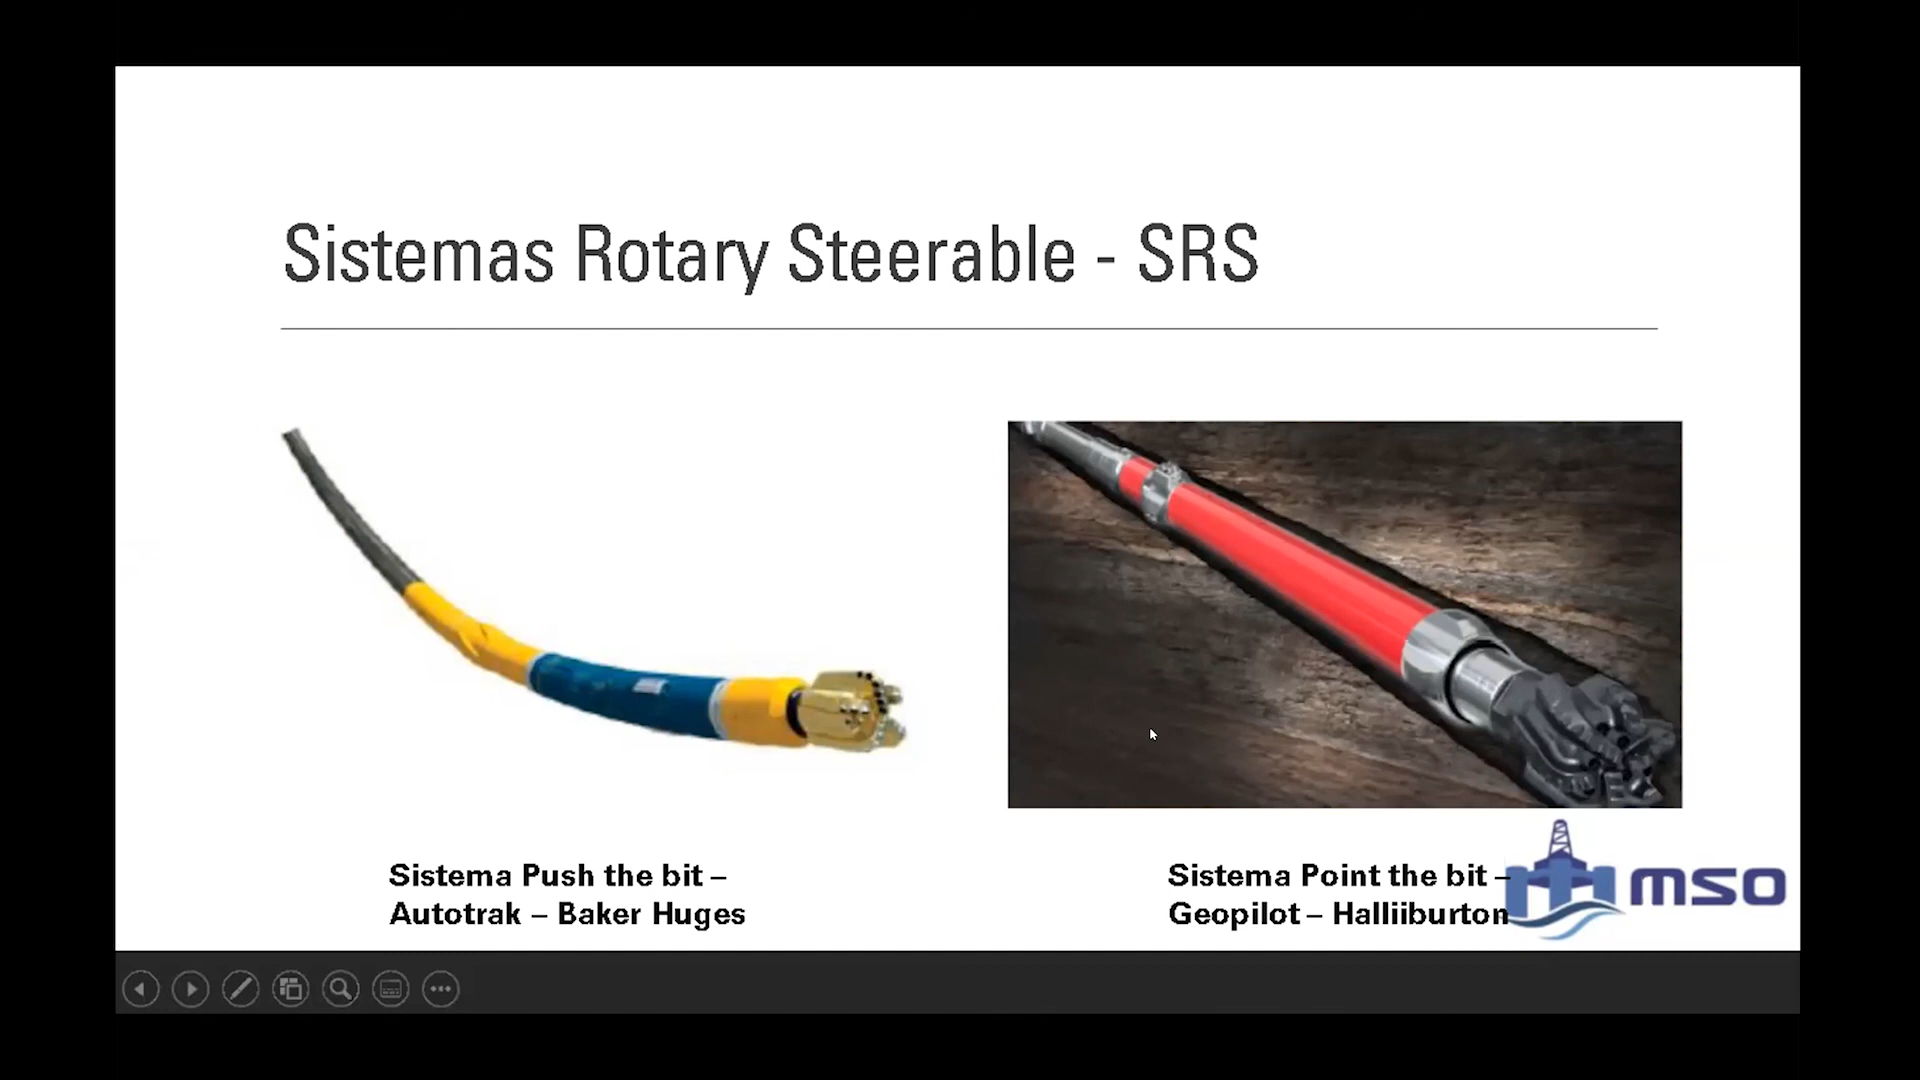 Sistemas Rotary Steerable - SRS
Sistema Push the bit –
Autotrak – Baker Huges
Sistema Point the bit –
Geopilot – Halliiburton
mso